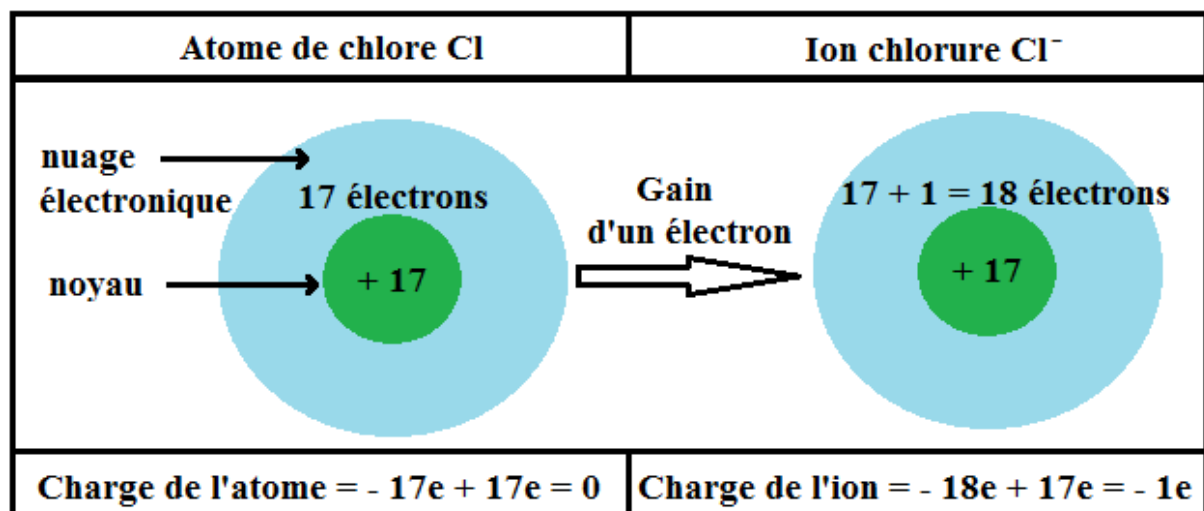 Atome de chlore Cl
Ion chlorure Cl⁻
nuage
électronique
17 électrons
noyau
+ 17
Gain
d'un électron
17 + 1 = 18 électrons
+ 17
Charge de l'atome = - 17e + 17e = 0
Charge de l'ion = - 18e + 17e = - 1e